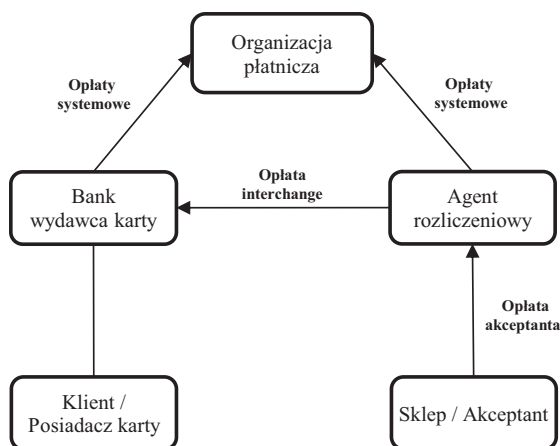 Organizacja
płatnicza
Opłaty
systemowe
Opłaty
systemowe
Bank
wydawca karty
Opłata
interchange
Agent
rozliczeniowy
Opłata
akceptanta
Klient /
Posiadacz karty
Sklep / Akceptant